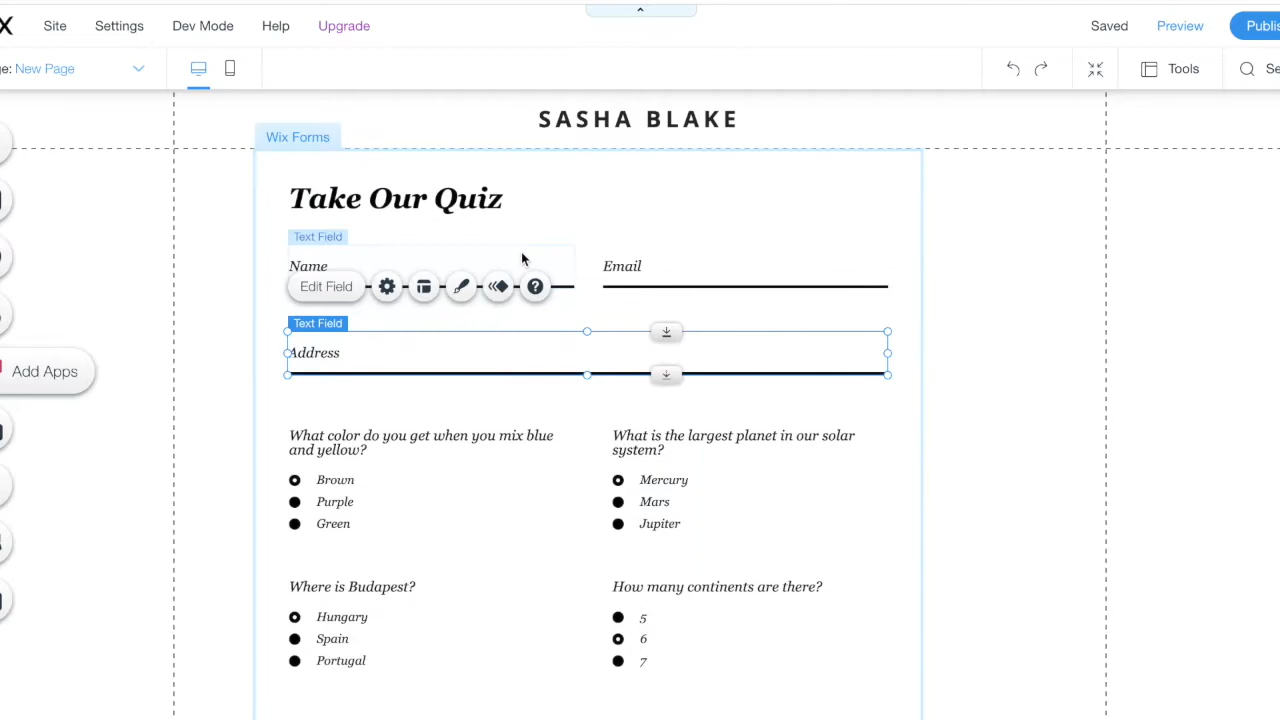 X Site Settings Dev Mode Help Upgrade Saved Preview Publis
ge: New Page Tools Se
SASHA BLAKE
Wix Forms
Take Our Quiz
Text Field
Name Email
Edit Field
Text Field
Address
Add Apps
What color do you get when you mix blue
and yellow?
Brown
Purple
Green
What is the largest planet in our solar
system?
Mercury
Mars
Jupiter
Where is Budapest?
Hungary
Spain
Portugal
How many continents are there?
5
6
7